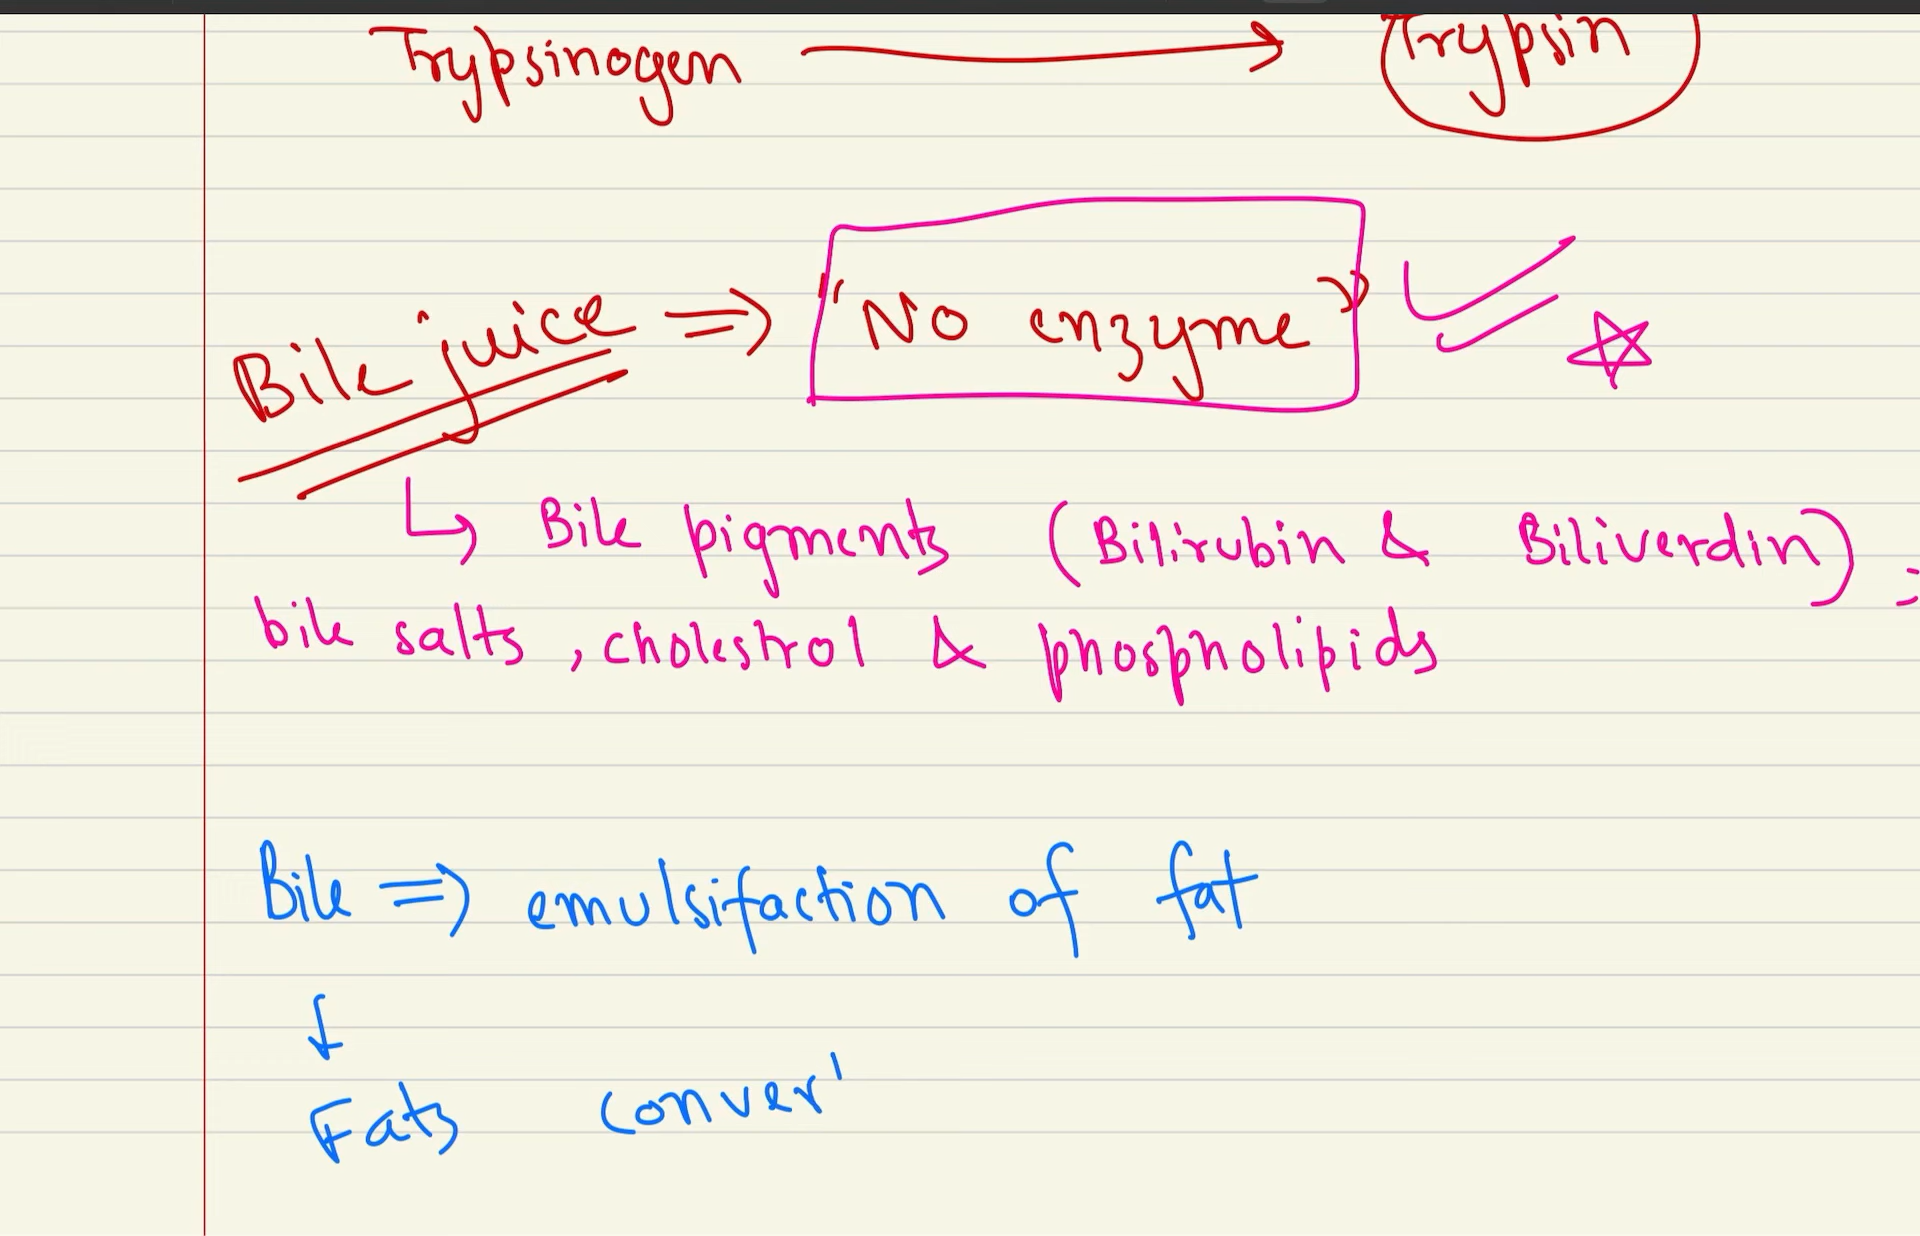 Trypsinogen → Trypsin
Bile juice ⇒ "No enzyme"
↳ Bile pigments (Bilirubin & Biliverdin),
bile salts, cholestrol & phospholipids
Bile ⇒ emulsifaction of fat
↓
Fats conver